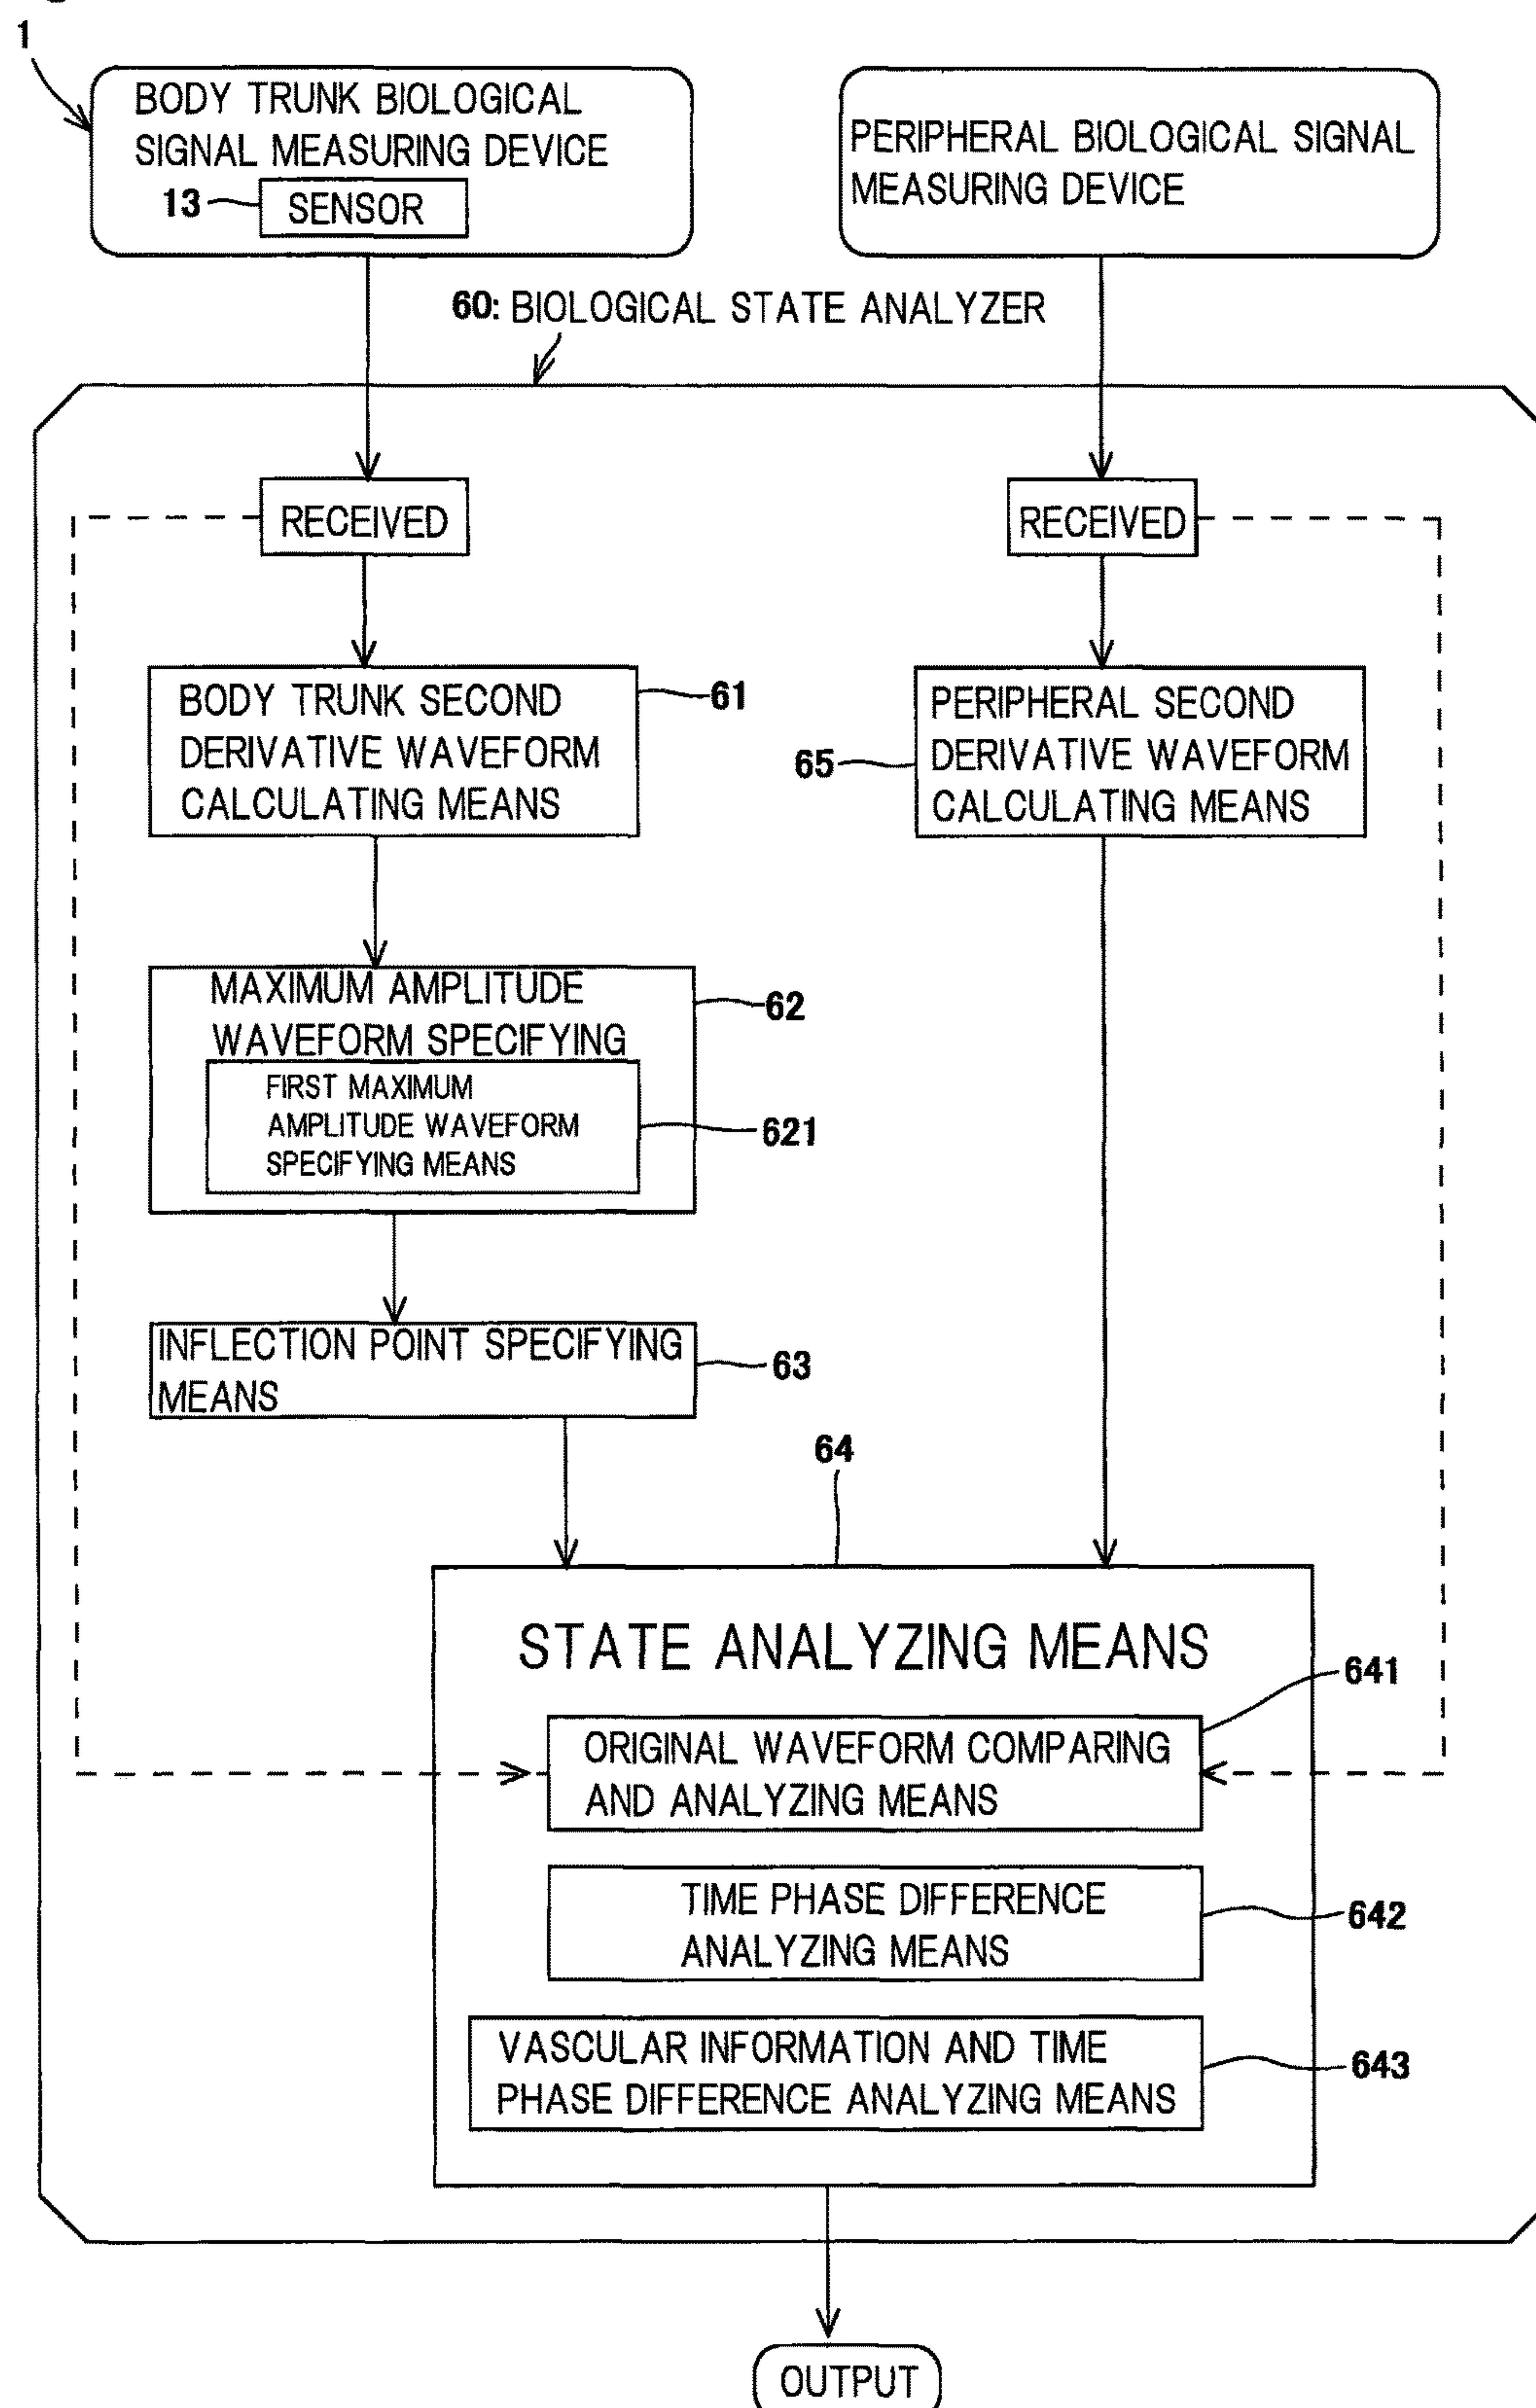 1
BODY TRUNK BIOLOGICAL
SIGNAL MEASURING DEVICE
13
SENSOR
PERIPHERAL BIOLOGICAL SIGNAL
MEASURING DEVICE
60: BIOLOGICAL STATE ANALYZER
RECEIVED
RECEIVED
BODY TRUNK SECOND
DERIVATIVE WAVEFORM
CALCULATING MEANS
61
65
PERIPHERAL SECOND
DERIVATIVE WAVEFORM
CALCULATING MEANS
MAXIMUM AMPLITUDE
WAVEFORM SPECIFYING
62
FIRST MAXIMUM
AMPLITUDE WAVEFORM
SPECIFYING MEANS
621
INFLECTION POINT SPECIFYING
MEANS
63
64
STATE ANALYZING MEANS
641
ORIGINAL WAVEFORM COMPARING
AND ANALYZING MEANS
TIME PHASE DIFFERENCE
ANALYZING MEANS
642
VASCULAR INFORMATION AND TIME
PHASE DIFFERENCE ANALYZING MEANS
643
OUTPUT